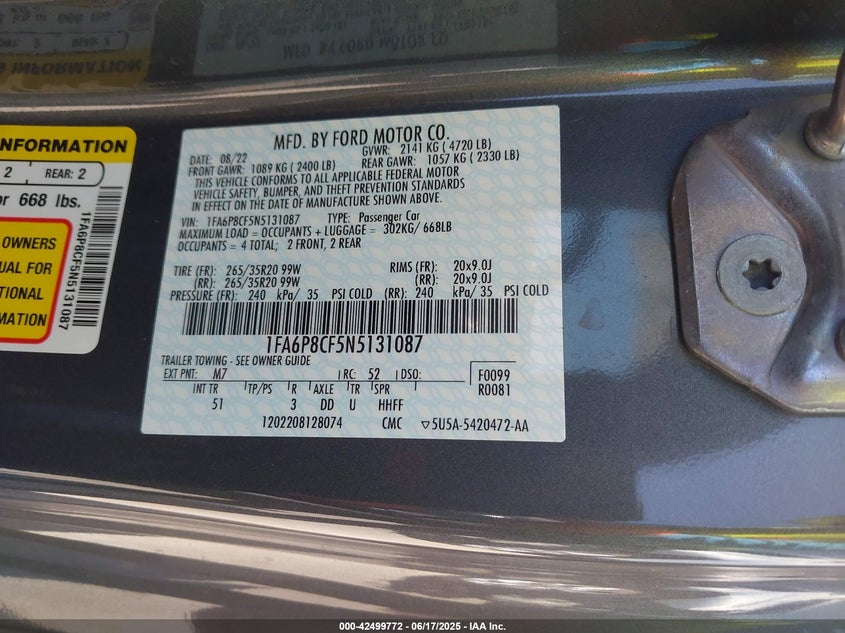 MFD. BY FORD MOTOR CO.
INFORMATION
2 REAR: 2
or 668 lbs.
OWNERS
UAL FOR
TIONAL
MATION
1FA6P8CF5N5131087
MFD. BY FORD MOTOR CO.
DATE: 08/22 GVWR: 2141 KG ( 4720 LB)
FRONT GAWR: 1089 KG ( 2400 LB) REAR GAWR: 1057 KG ( 2330 LB)
THIS VEHICLE CONFORMS TO ALL APPLICABLE FEDERAL MOTOR
VEHICLE SAFETY, BUMPER, AND THEFT PREVENTION STANDARDS
IN EFFECT ON THE DATE OF MANUFACTURE SHOWN ABOVE.
VIN: 1FA6P8CF5N5131087 TYPE: Passenger Car
MAXIMUM LOAD = OCCUPANTS + LUGGAGE = 302KG/ 668LB
OCCUPANTS = 4 TOTAL; 2 FRONT, 2 REAR
TIRE (FR): 265/35R20 99W RIMS (FR): 20x9.0J
(RR): 265/35R20 99W (RR): 20x9.0J
PRESSURE (FR): 240 kPa/ 35 PSI COLD (RR): 240 kPa/ 35 PSI COLD
1FA6P8CF5N5131087
TRAILER TOWING - SEE OWNER GUIDE
EXT PNT: M7 RC: 52 DSO: F0099
INT TR TP/PS R AXLE TR SPR R0081
51 3 DD U HHFF
1202208128074 CMC ▽5U5A-5420472-AA
000-42499772 - 06/17/2025 - IAA Inc.